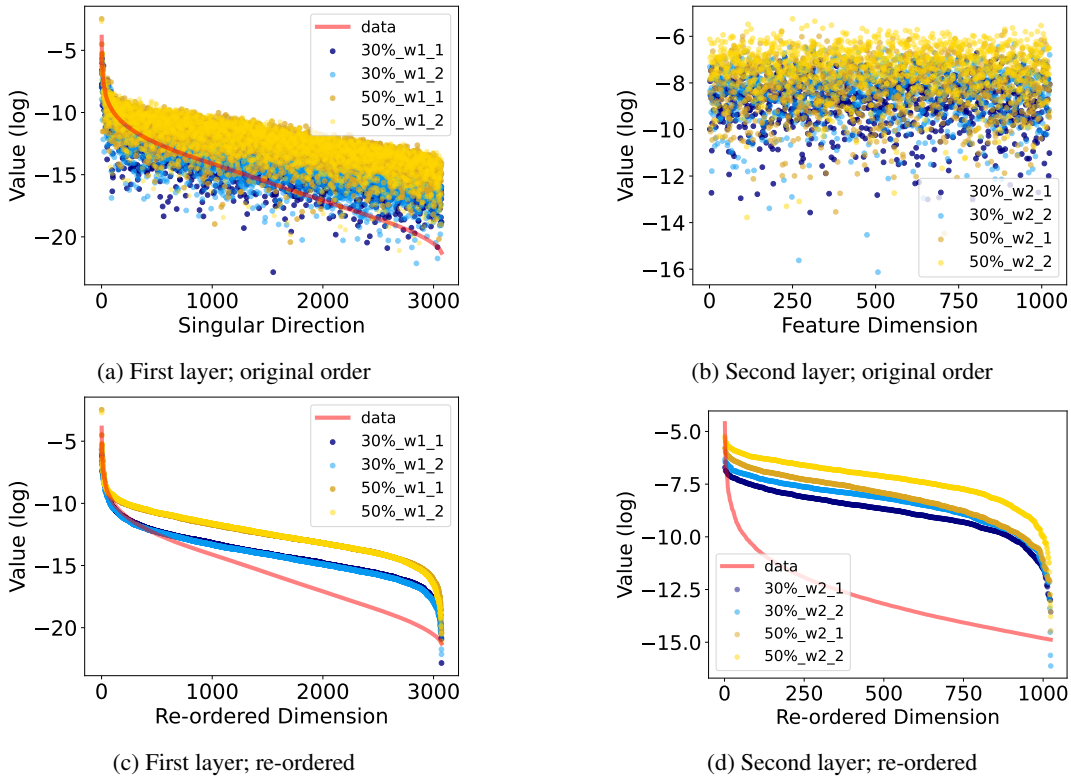 Value (log)
−5
−10
−15
−20
data
30%_w1_1
30%_w1_2
50%_w1_1
50%_w1_2
0
1000
2000
3000
Singular Direction
(a) First layer; original order
Value (log)
−6
−8
−10
−12
−14
−16
30%_w2_1
30%_w2_2
50%_w2_1
50%_w2_2
0
250
500
750
1000
Feature Dimension
(b) Second layer; original order
Value (log)
−5
−10
−15
−20
data
30%_w1_1
30%_w1_2
50%_w1_1
50%_w1_2
0
1000
2000
3000
Re-ordered Dimension
(c) First layer; re-ordered
Value (log)
−5.0
−7.5
−10.0
−12.5
−15.0
data
30%_w2_1
30%_w2_2
50%_w2_1
50%_w2_2
0
250
500
750
1000
Re-ordered Dimension
(d) Second layer; re-ordered